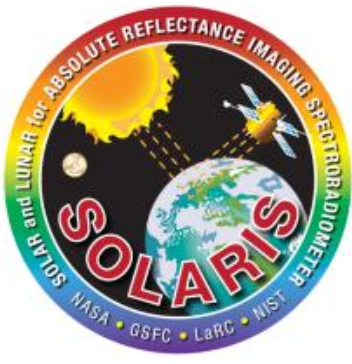 SOLAR and LUNAR for ABSOLUTE REFLECTANCE IMAGING SPECTRORADIOMETER
SOLARIS
NASA • GSFC • LaRC • NIST